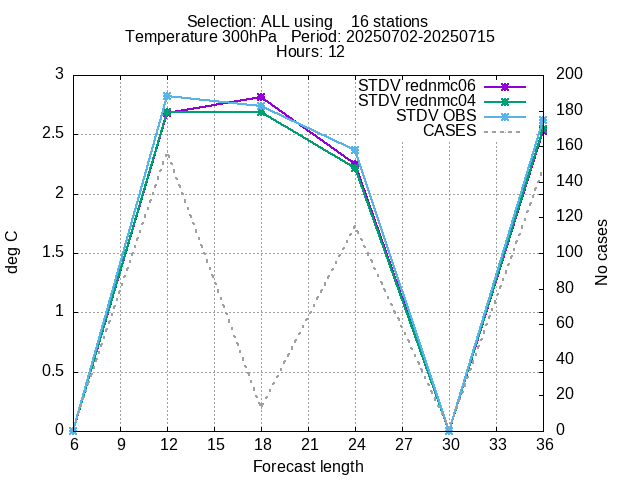 Selection: ALL using    16 stations
Temperature 300hPa   Period: 20250702-20250715
Hours: 12
STDV rednmc06
STDV rednmc04
STDV OBS
CASES
3
2.5
2
1.5
1
0.5
0
200
180
160
140
120
100
80
60
40
20
0
deg C
No cases
6 9 12 15 18 21 24 27 30 33 36
Forecast length